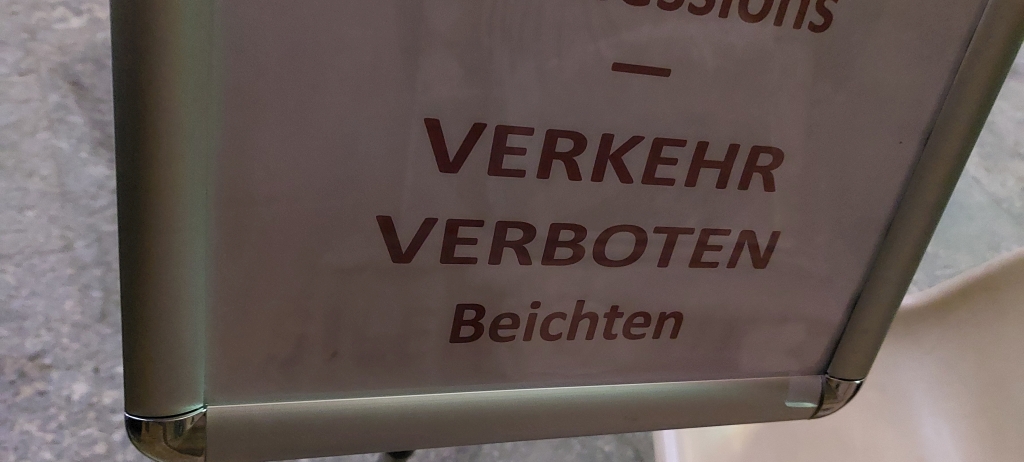 –
VERKEHR
VERBOTEN
Beichten